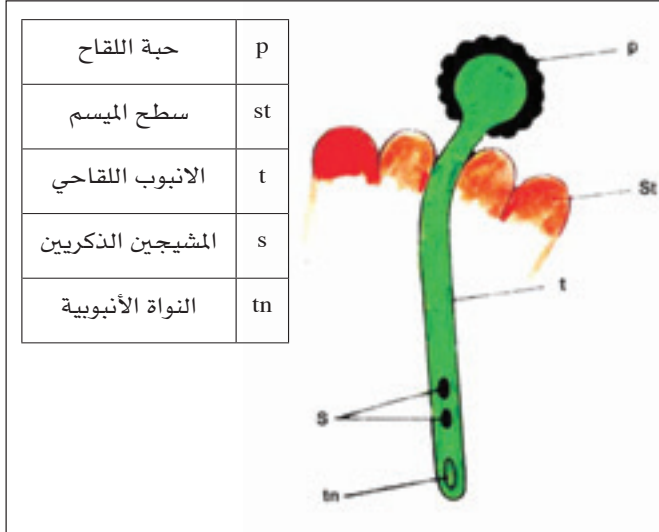 حبة اللقاح p
سطح الميسم st
الانبوب اللقاحي t
المشيجين الذكريين s
النواة الأنبوبية tn
p
St
t
S
tn